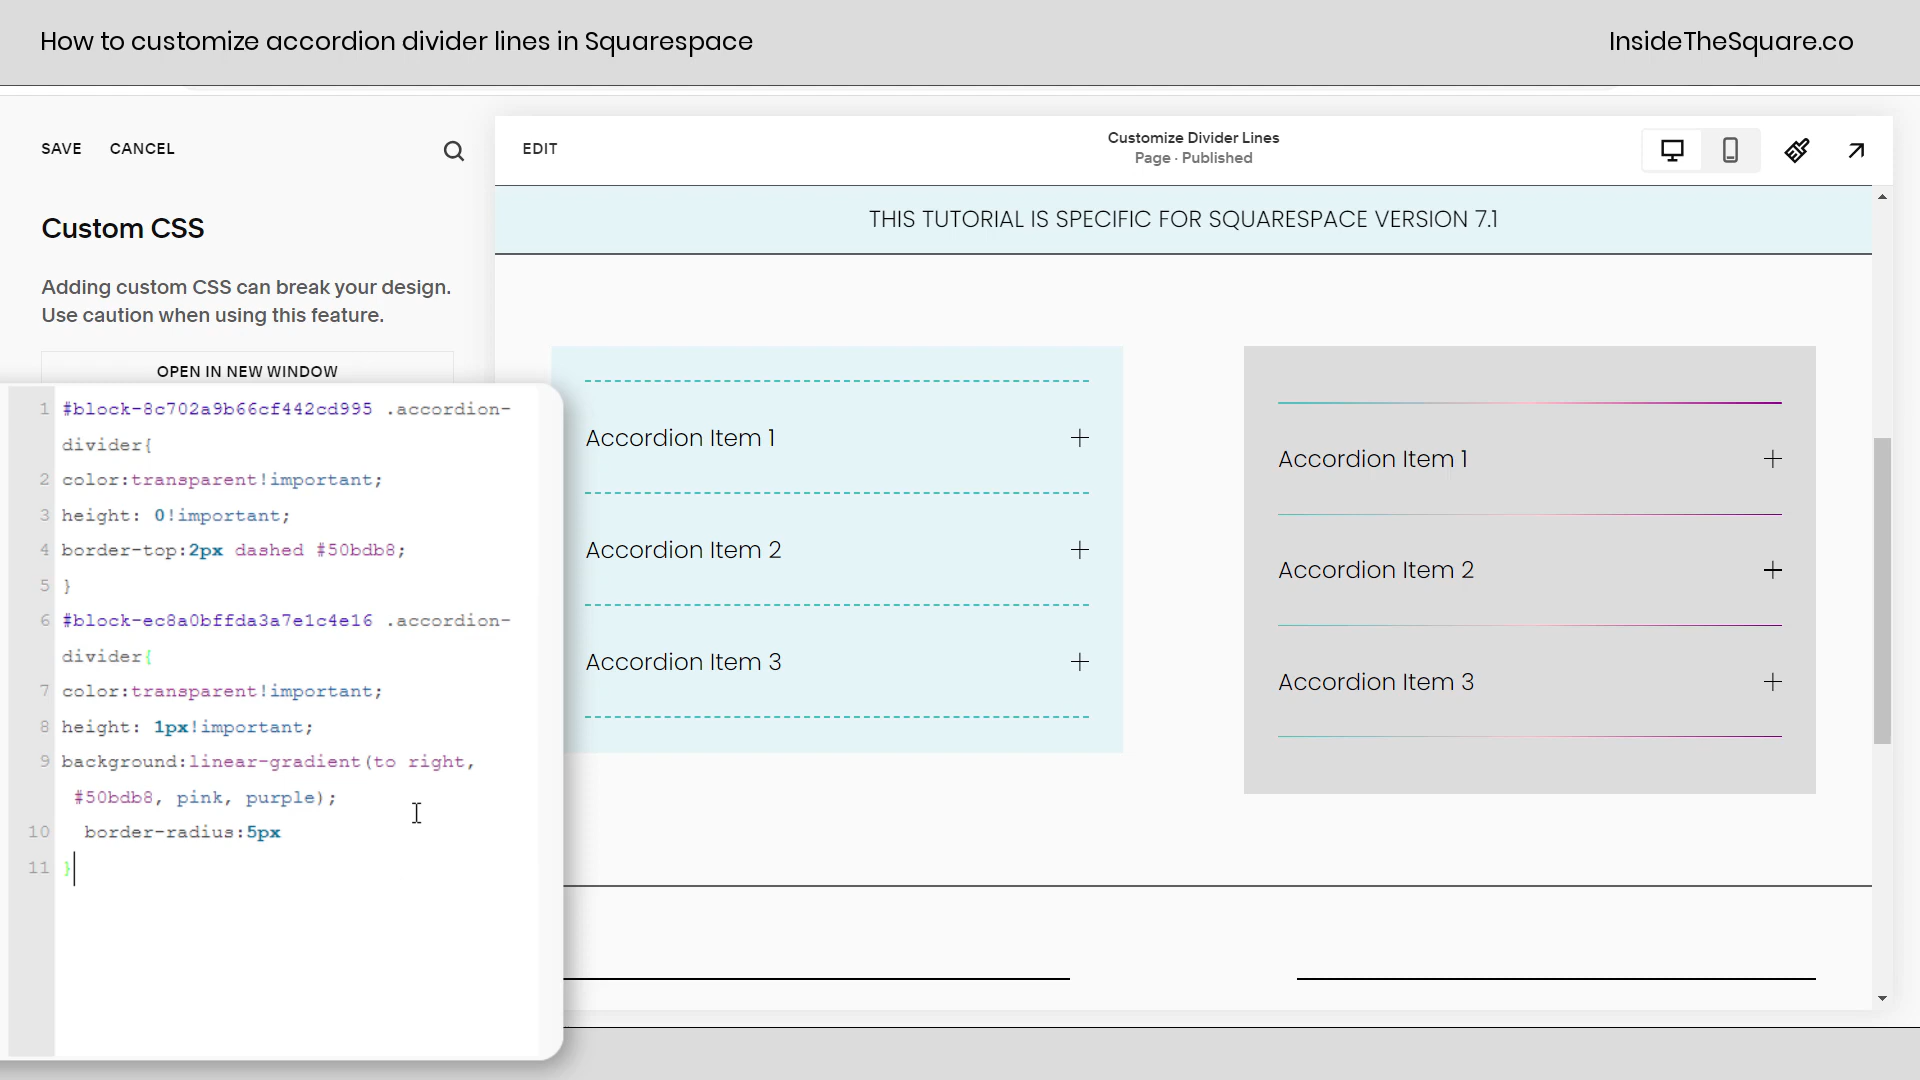 How to customize accordion divider lines in Squarespace
InsideTheSquare.co
SAVE CANCEL
EDIT
Customize Divider Lines
Page · Published
Custom CSS
Adding custom CSS can break your design.
Use caution when using this feature.
OPEN IN NEW WINDOW
1 #block-8c702a9b66cf442cd995 .accordion-
divider{
2 color:transparent!important;
3 height: 0!important;
4 border-top:2px dashed #50bdb8;
5 }
6 #block-ec8a0bffda3a7e1c4e16 .accordion-
divider{
7 color:transparent!important;
8 height: 1px!important;
9 background:linear-gradient(to right,
#50bdb8, pink, purple);
10 border-radius:5px
11 }
THIS TUTORIAL IS SPECIFIC FOR SQUARESPACE VERSION 7.1
Accordion Item 1
Accordion Item 2
Accordion Item 3
Accordion Item 1
Accordion Item 2
Accordion Item 3